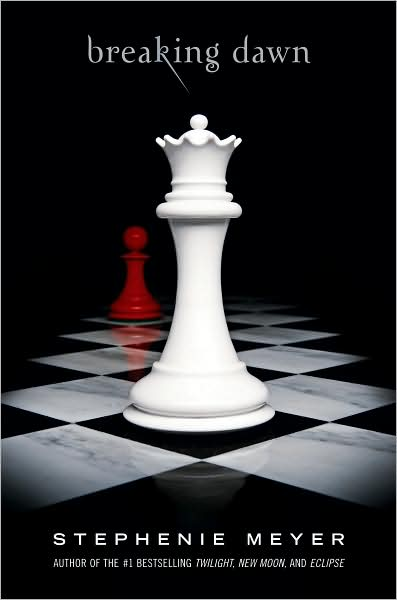 breaking dawn
STEPHENIE MEYER
AUTHOR OF THE #1 BESTSELLING TWILIGHT, NEW MOON, AND ECLIPSE